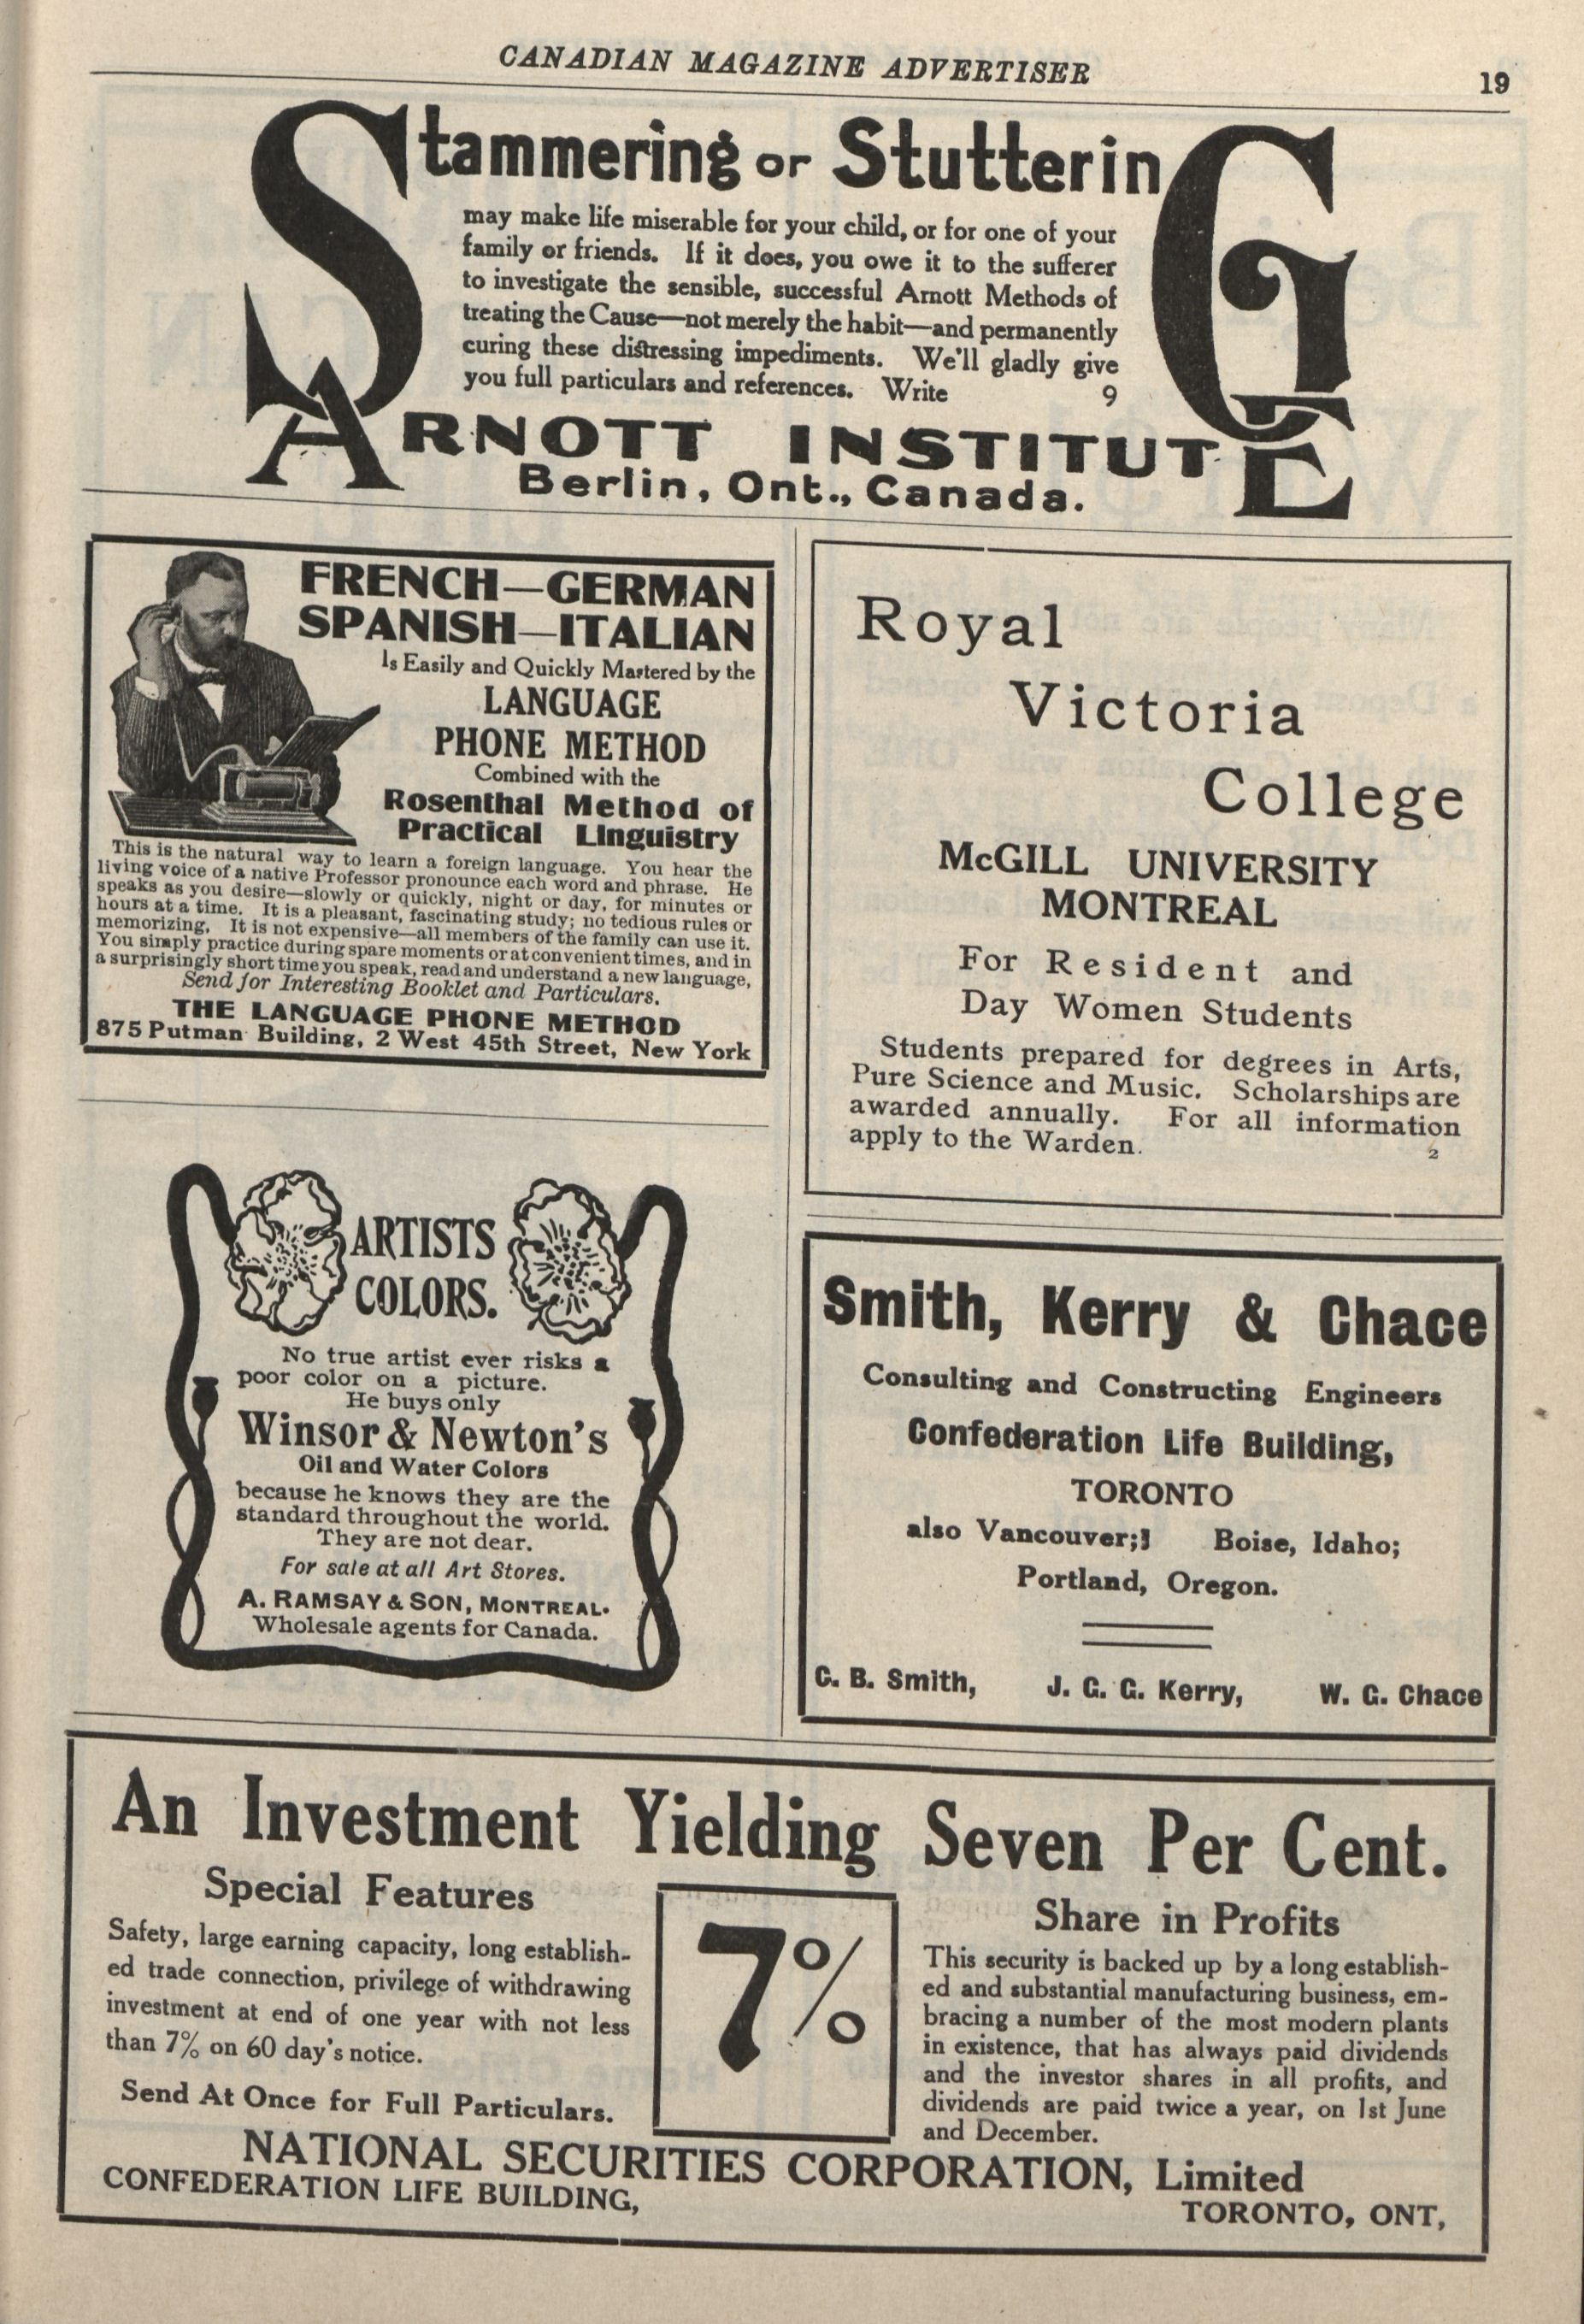 CANADIAN MAGAZINE ADVERTISER
19
Stammering or StutterinG
may make life miserable for your child, or for one of your
family or friends. If it does, you owe it to the sufferer
to investigate the sensible, successful Arnott Methods of
treating the Cause—not merely the habit—and permanently
curing these distressing impediments. We'll gladly give
you full particulars and references. Write 9
ARNOTT INSTITUTE
Berlin, Ont., Canada.
FRENCH—GERMAN
SPANISH—ITALIAN
Is Easily and Quickly Mastered by the
LANGUAGE
PHONE METHOD
Combined with the
Rosenthal Method of
Practical Linguistry
This is the natural way to learn a foreign language. You hear the
living voice of a native Professor pronounce each word and phrase. He
speaks as you desire—slowly or quickly, night or day, for minutes or
hours at a time. It is a pleasant, fascinating study; no tedious rules or
memorizing. It is not expensive—all members of the family can use it.
You simply practice during spare moments or at convenient times, and in
a surprisingly short time you speak, read and understand a new language,
Send for Interesting Booklet and Particulars.
THE LANGUAGE PHONE METHOD
875 Putman Building, 2 West 45th Street, New York
Royal
Victoria
College
McGILL UNIVERSITY
MONTREAL
For Resident and
Day Women Students
Students prepared for degrees in Arts,
Pure Science and Music. Scholarships are
awarded annually. For all information
apply to the Warden.
2
ARTISTS
COLORS.
No true artist ever risks a
poor color on a picture.
He buys only
Winsor & Newton's
Oil and Water Colors
because he knows they are the
standard throughout the world.
They are not dear.
For sale at all Art Stores.
A. RAMSAY & SON, MONTREAL.
Wholesale agents for Canada.
Smith, Kerry & Chace
Consulting and Constructing Engineers
Confederation Life Building,
TORONTO
also Vancouver; Boise, Idaho;
Portland, Oregon.
C. B. Smith, J. G. G. Kerry, W. G. Chace
An Investment Yielding Seven Per Cent.
Special Features
Safety, large earning capacity, long establish-
ed trade connection, privilege of withdrawing
investment at end of one year with not less
than 7% on 60 day's notice.
Send At Once for Full Particulars.
7%
Share in Profits
This security is backed up by a long establish-
ed and substantial manufacturing business, em-
bracing a number of the most modern plants
in existence, that has always paid dividends
and the investor shares in all profits, and
dividends are paid twice a year, on 1st June
and December.
NATIONAL SECURITIES CORPORATION, Limited
CONFEDERATION LIFE BUILDING,
TORONTO, ONT,